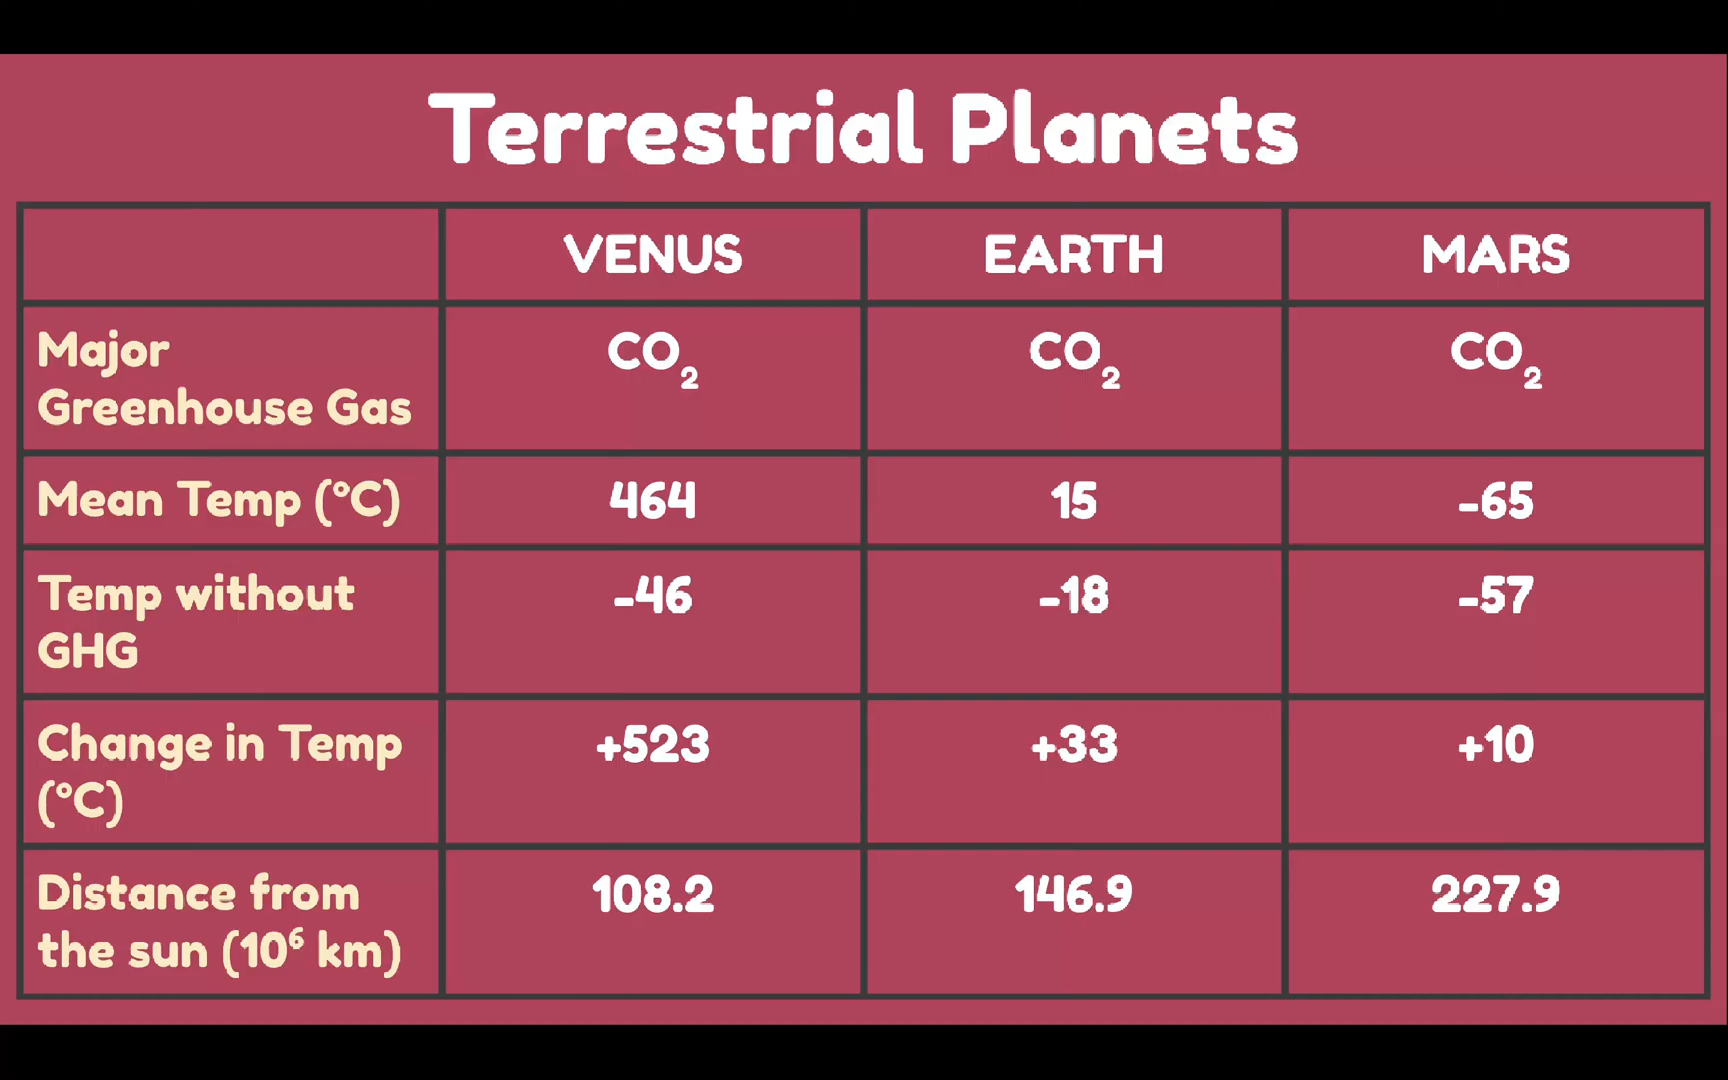 Terrestrial Planets
VENUS EARTH MARS
Major
Greenhouse Gas
CO₂ CO₂ CO₂
Mean Temp (°C) 464 15 -65
Temp without
GHG
-46 -18 -57
Change in Temp
(°C)
+523 +33 +10
Distance from
the sun (10⁶ km)
108.2 146.9 227.9